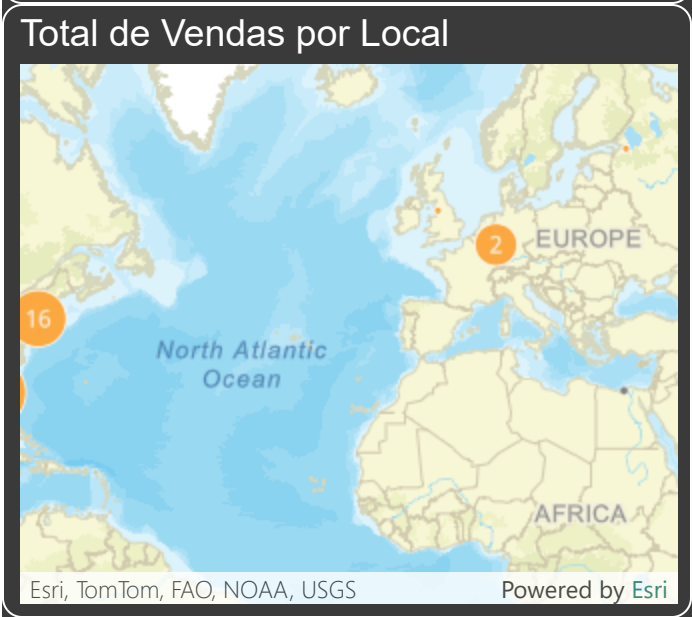 Total de Vendas por Local
2
EUROPE
16
North Atlantic
Ocean
AFRICA
Esri, TomTom, FAO, NOAA, USGS
Powered by Esri